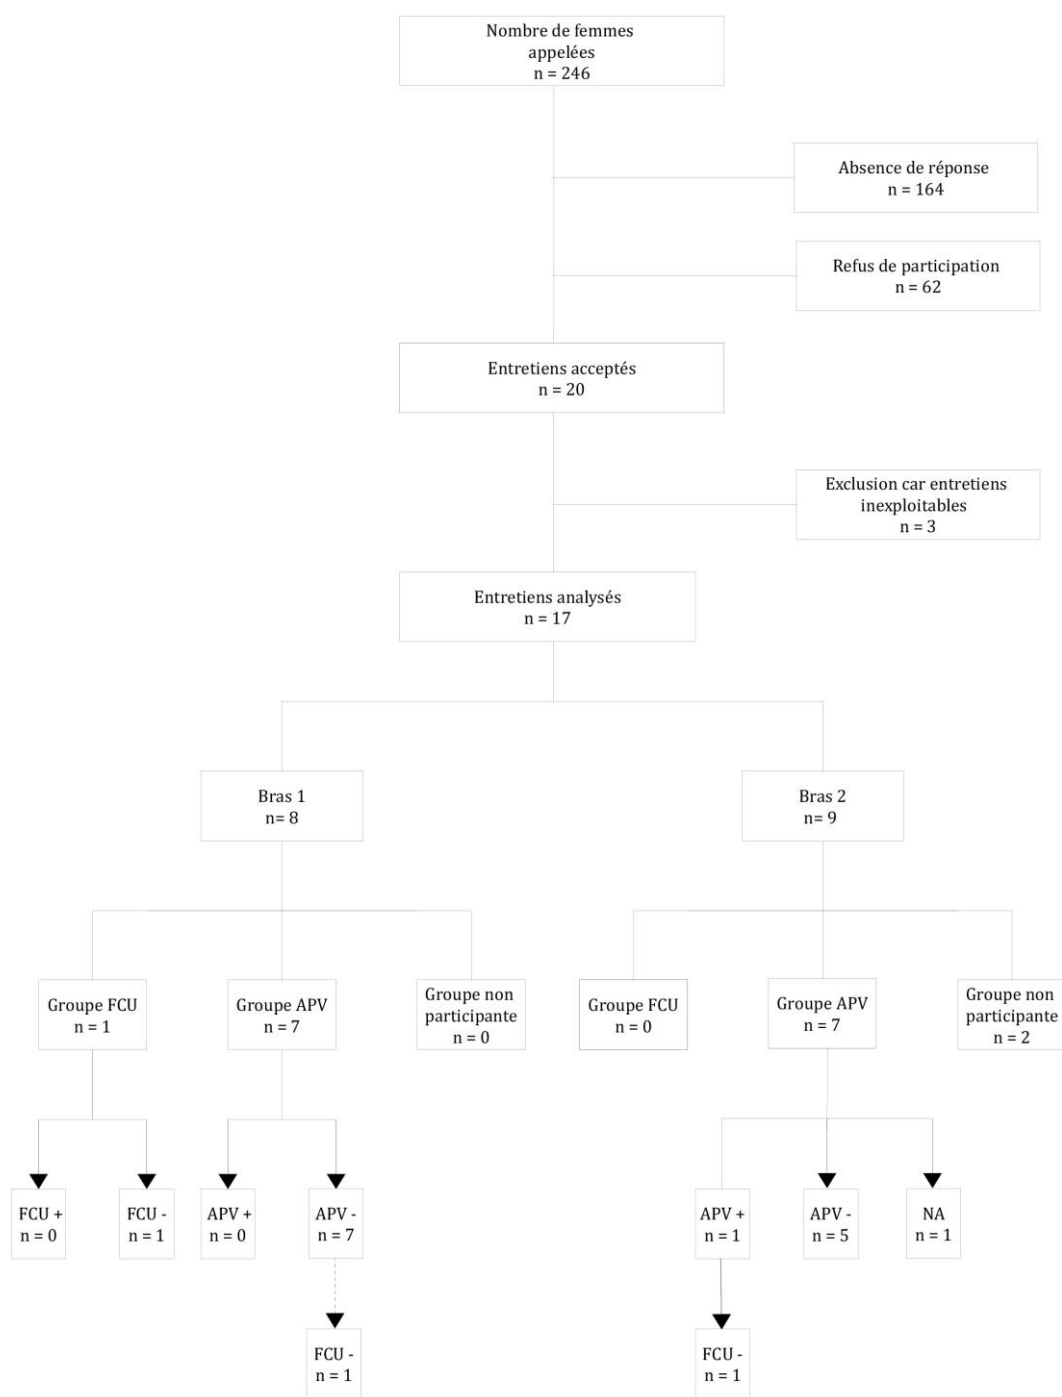 Nombre de femmes
appelées
n = 246
Absence de réponse
n = 164
Refus de participation
n = 62
Entretiens acceptés
n = 20
Exclusion car entretiens
inexploitables
n = 3
Entretiens analysés
n = 17
Bras 1
n= 8
Bras 2
n= 9
Groupe FCU
n = 1
Groupe APV
n = 7
Groupe non
participante
n = 0
Groupe FCU
n = 0
Groupe APV
n = 7
Groupe non
participante
n = 2
FCU +
n = 0
FCU -
n = 1
APV +
n = 0
APV -
n = 7
APV +
n = 1
APV -
n = 5
NA
n = 1
FCU -
n = 1
FCU -
n = 1